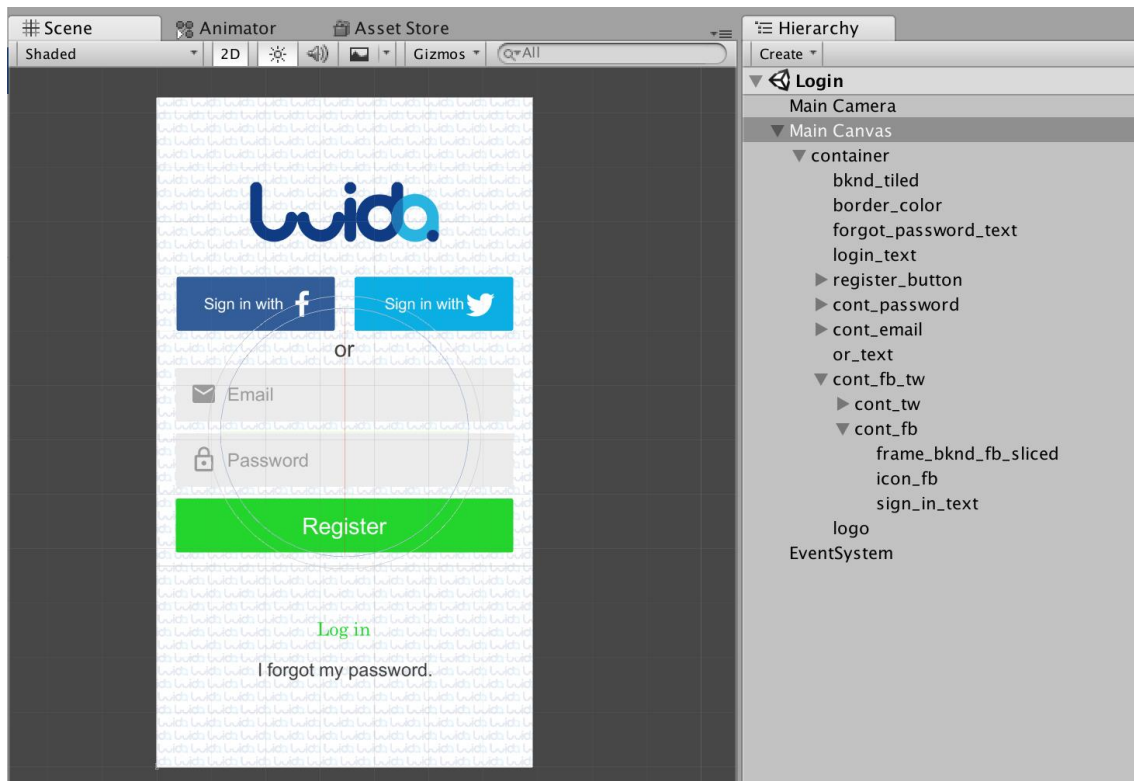 Scene
Animator
Asset Store
Shaded
2D
Gizmos
All
wida
Sign in with
Sign in with
or
Email
Password
Register
Log in
I forgot my password.
Hierarchy
Create
Login
Main Camera
Main Canvas
container
bknd_tiled
border_color
forgot_password_text
login_text
register_button
cont_password
cont_email
or_text
cont_fb_tw
cont_tw
cont_fb
frame_bknd_fb_sliced
icon_fb
sign_in_text
logo
EventSystem